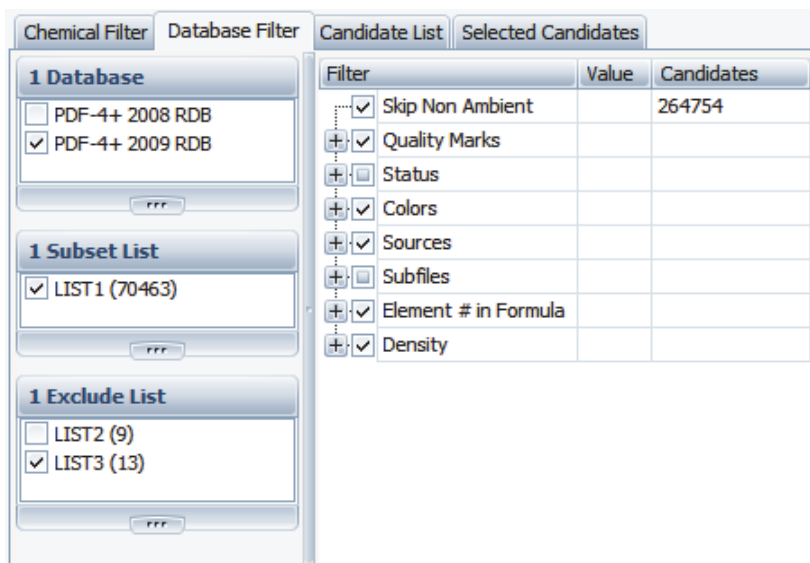 Chemical Filter Database Filter Candidate List Selected Candidates
1 Database
PDF-4+ 2008 RDB
PDF-4+ 2009 RDB
1 Subset List
LIST1 (70463)
1 Exclude List
LIST2 (9)
LIST3 (13)
Filter Value Candidates
Skip Non Ambient 264754
Quality Marks
Status
Colors
Sources
Subfiles
Element # in Formula
Density